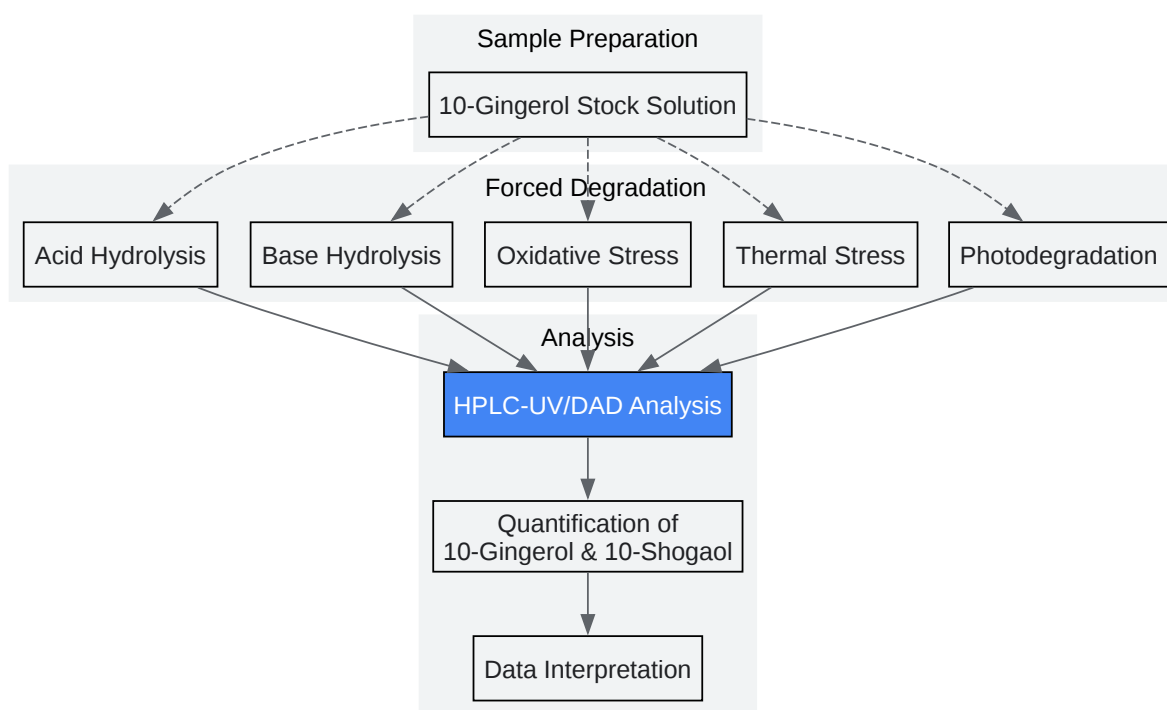 Sample Preparation
10-Gingerol Stock Solution
Forced Degradation
Acid Hydrolysis
Base Hydrolysis
Oxidative Stress
Thermal Stress
Photodegradation
Analysis
HPLC-UV/DAD Analysis
Quantification of
10-Gingerol & 10-Shogaol
Data Interpretation